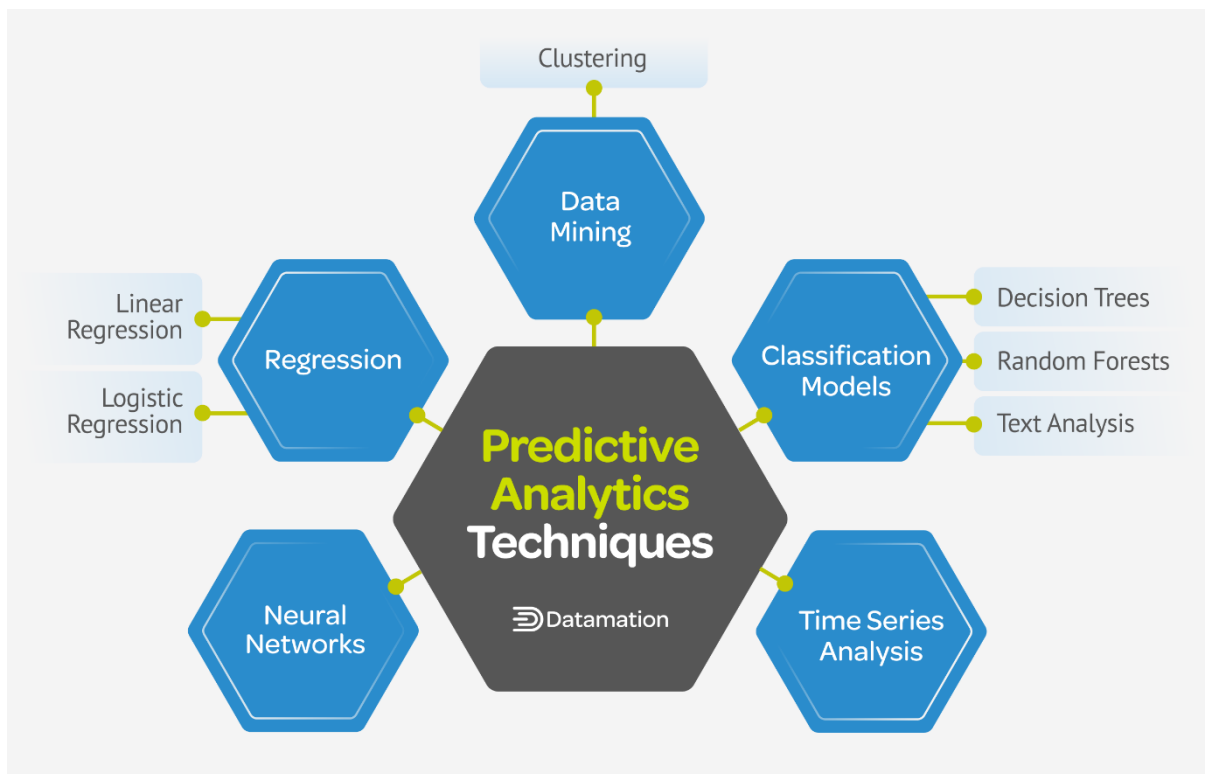 Clustering
Data
Mining
Linear
Regression
Logistic
Regression
Regression
Classification
Models
Decision Trees
Random Forests
Text Analysis
Predictive
Analytics
Techniques
Datamation
Neural
Networks
Time Series
Analysis